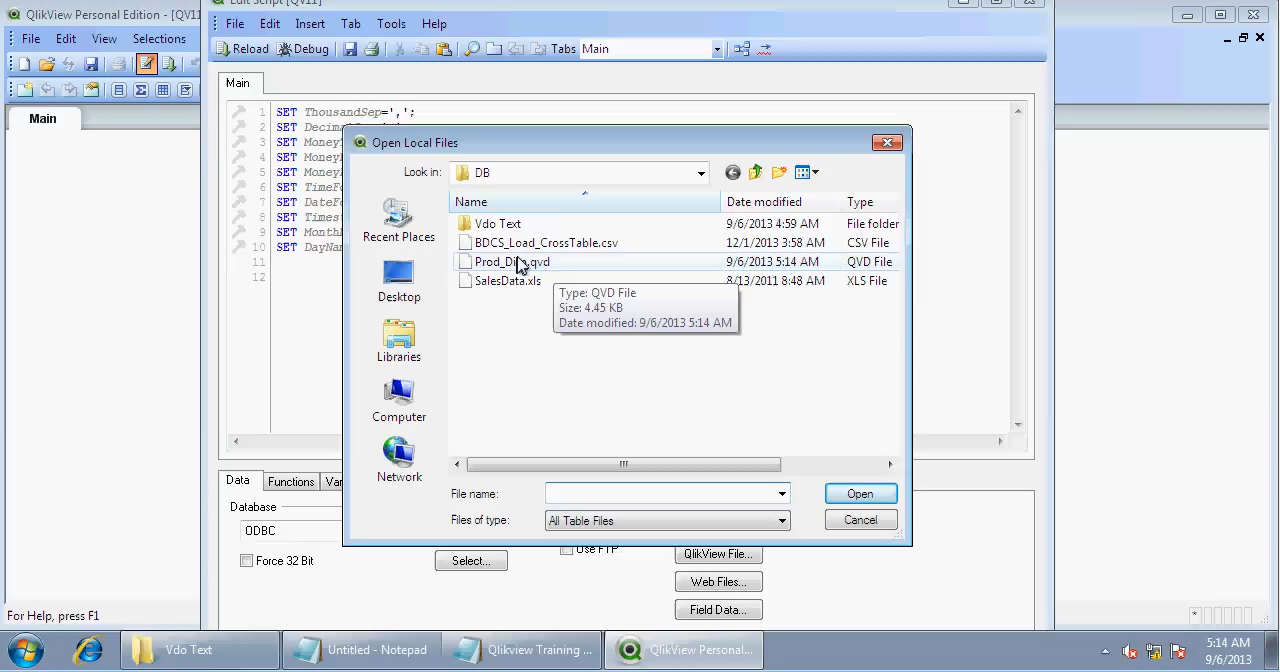 QlikView Personal Edition - [QV11
Edit Script [QV11]
File Edit View Selections
File Edit Insert Tab Tools Help
Reload Debug Tabs Main
Main
Main
1 SET ThousandSep=',';
2 SET
3 SET
4 SET
5 SET
6 SET
7 SET
8 SET
9 SET
10 SET
11
12
Open Local Files
Look in: DB
Name Date modified Type
Vdo Text 9/6/2013 4:59 AM File folder
BDCS_Load_CrossTable.csv 12/1/2013 3:58 AM CSV File
Prod_Dim.qvd 9/6/2013 5:14 AM QVD File
SalesData.xls 8/13/2011 8:48 AM XLS File
Type: QVD File
Size: 4.45 KB
Date modified: 9/6/2013 5:14 AM
Recent Places
Desktop
Libraries
Computer
Network
File name: Open
Files of type: All Table Files Cancel
Data Functions
Database
ODBC
Force 32 Bit
Select...
Use FTP
QlikView File...
Web Files...
Field Data...
For Help, press F1
Vdo Text Untitled - Notepad Qlikview Training ... QlikView Personal...
5:14 AM
9/6/2013